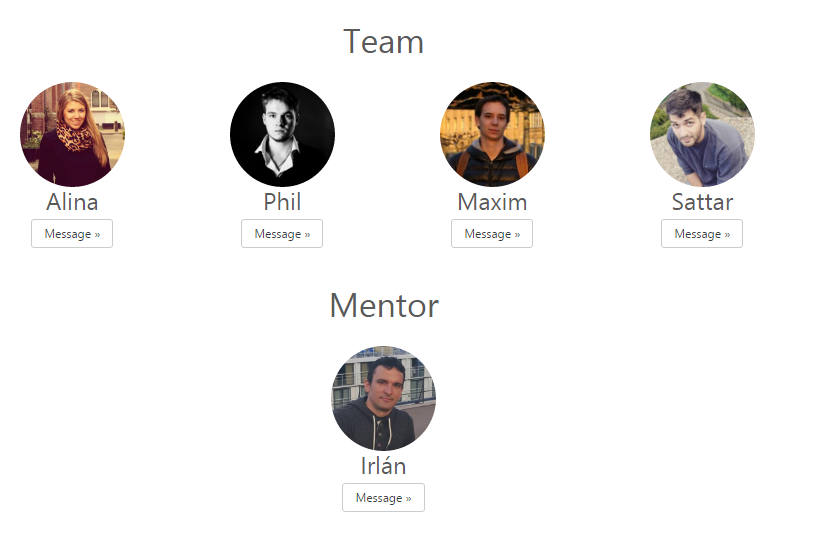 Team
Alina Phil Maxim Sattar
Message » Message » Message » Message »
Mentor
Irlán
Message »